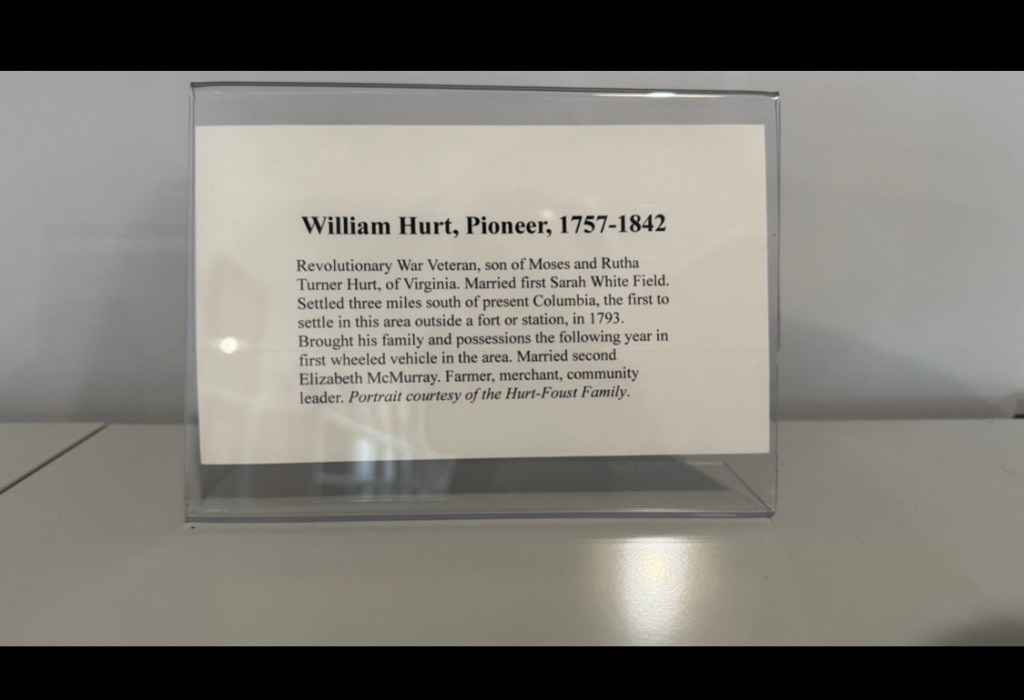 William Hurt, Pioneer, 1757-1842
Revolutionary War Veteran, son of Moses and Rutha
Turner Hurt, of Virginia. Married first Sarah White Field.
Settled three miles south of present Columbia, the first to
settle in this area outside a fort or station, in 1793.
Brought his family and possessions the following year in
first wheeled vehicle in the area. Married second
Elizabeth McMurray. Farmer, merchant, community
leader. Portrait courtesy of the Hurt-Foust Family.